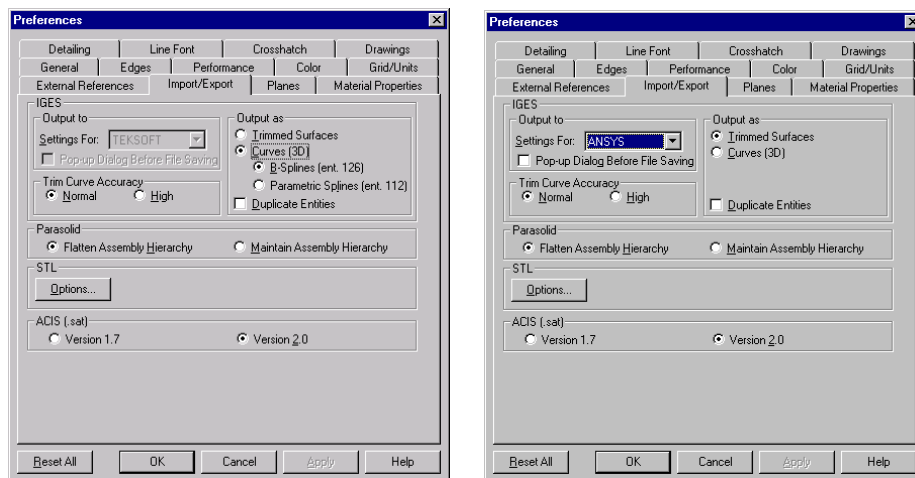 Preferences
Detailing Line Font Crosshatch Drawings
General Edges Performance Color Grid/Units
External References Import/Export Planes Material Properties
IGES
Output to
Settings For: TEKSOFT
Pop-up Dialog Before File Saving
Trim Curve Accuracy
Normal High
Output as
Trimmed Surfaces
Curves (3D)
B-Splines (ent. 126)
Parametric Splines (ent. 112)
Duplicate Entities
Parasolid
Flatten Assembly Hierarchy Maintain Assembly Hierarchy
STL
Options...
ACIS (.sat)
Version 1.7 Version 2.0
Reset All OK Cancel Apply Help
Preferences
Detailing Line Font Crosshatch Drawings
General Edges Performance Color Grid/Units
External References Import/Export Planes Material Properties
IGES
Output to
Settings For: ANSYS
Pop-up Dialog Before File Saving
Trim Curve Accuracy
Normal High
Output as
Trimmed Surfaces
Curves (3D)
Duplicate Entities
Parasolid
Flatten Assembly Hierarchy Maintain Assembly Hierarchy
STL
Options...
ACIS (.sat)
Version 1.7 Version 2.0
Reset All OK Cancel Apply Help